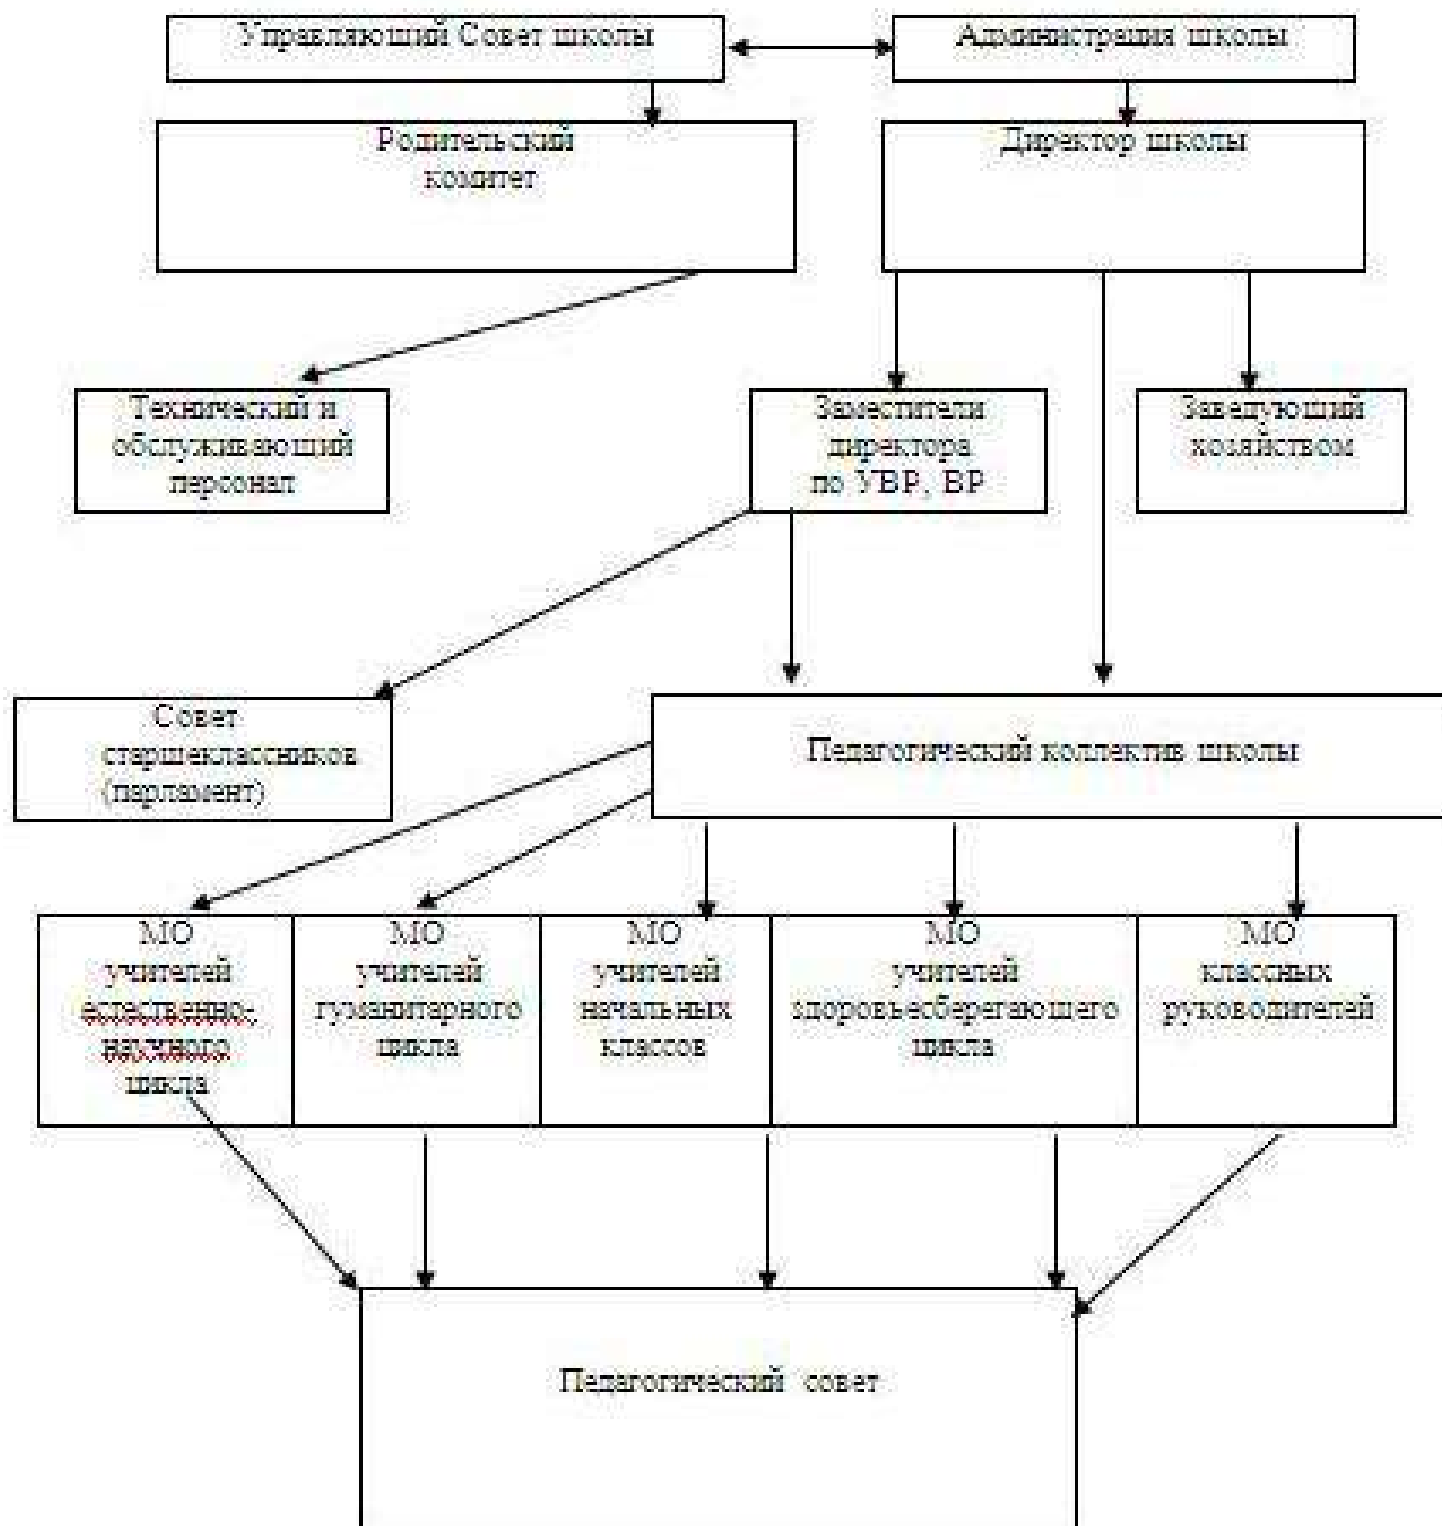 Управляющий Совет школы
Администрация школы
Родительский
комитет
Директор школы
Технический и
обслуживающий
персонал
Заместители
директора
по УВР, ВР
Заведующий
хозяйством
Совет
старшеклассников
(парламент)
Педагогический коллектив школы
МО
учителей
естественно-
научного
цикла
МО
учителей
гуманитарного
цикла
МО
учителей
начальных
классов
МО
учителей
здоровьесберегающего
цикла
МО
классных
руководителей
Педагогический совет